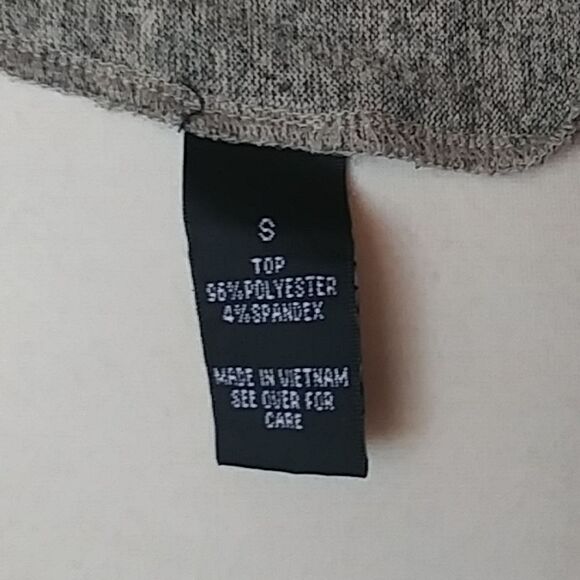 S
TOP
96%POLYESTER
4%SPANDEX
MADE IN VIETNAM
SEE OVER FOR
CARE